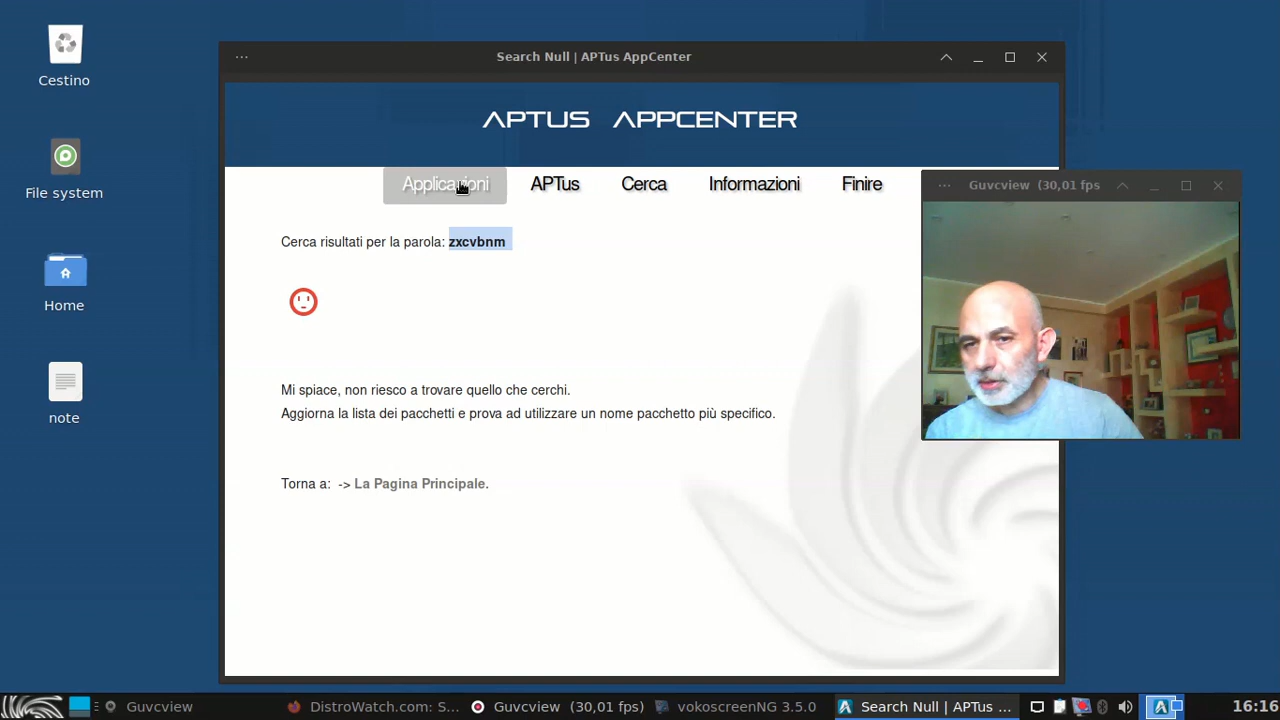 Cestino
File system
Home
note
Search Null | APTus AppCenter
APTUS APPCENTER
Applicazioni
APTus
Cerca
Informazioni
Finire
Cerca risultati per la parola: zxcvbnm
Mi spiace, non riesco a trovare quello che cerchi.
Aggiorna la lista dei pacchetti e prova ad utilizzare un nome pacchetto più specifico.
Torna a: -> La Pagina Principale.
Guvcview (30,01 fps
Guvcview
DistroWatch.com: S...
Guvcview (30,01 fps)
vokoscreenNG 3.5.0
Search Null | APTus ...
16:16